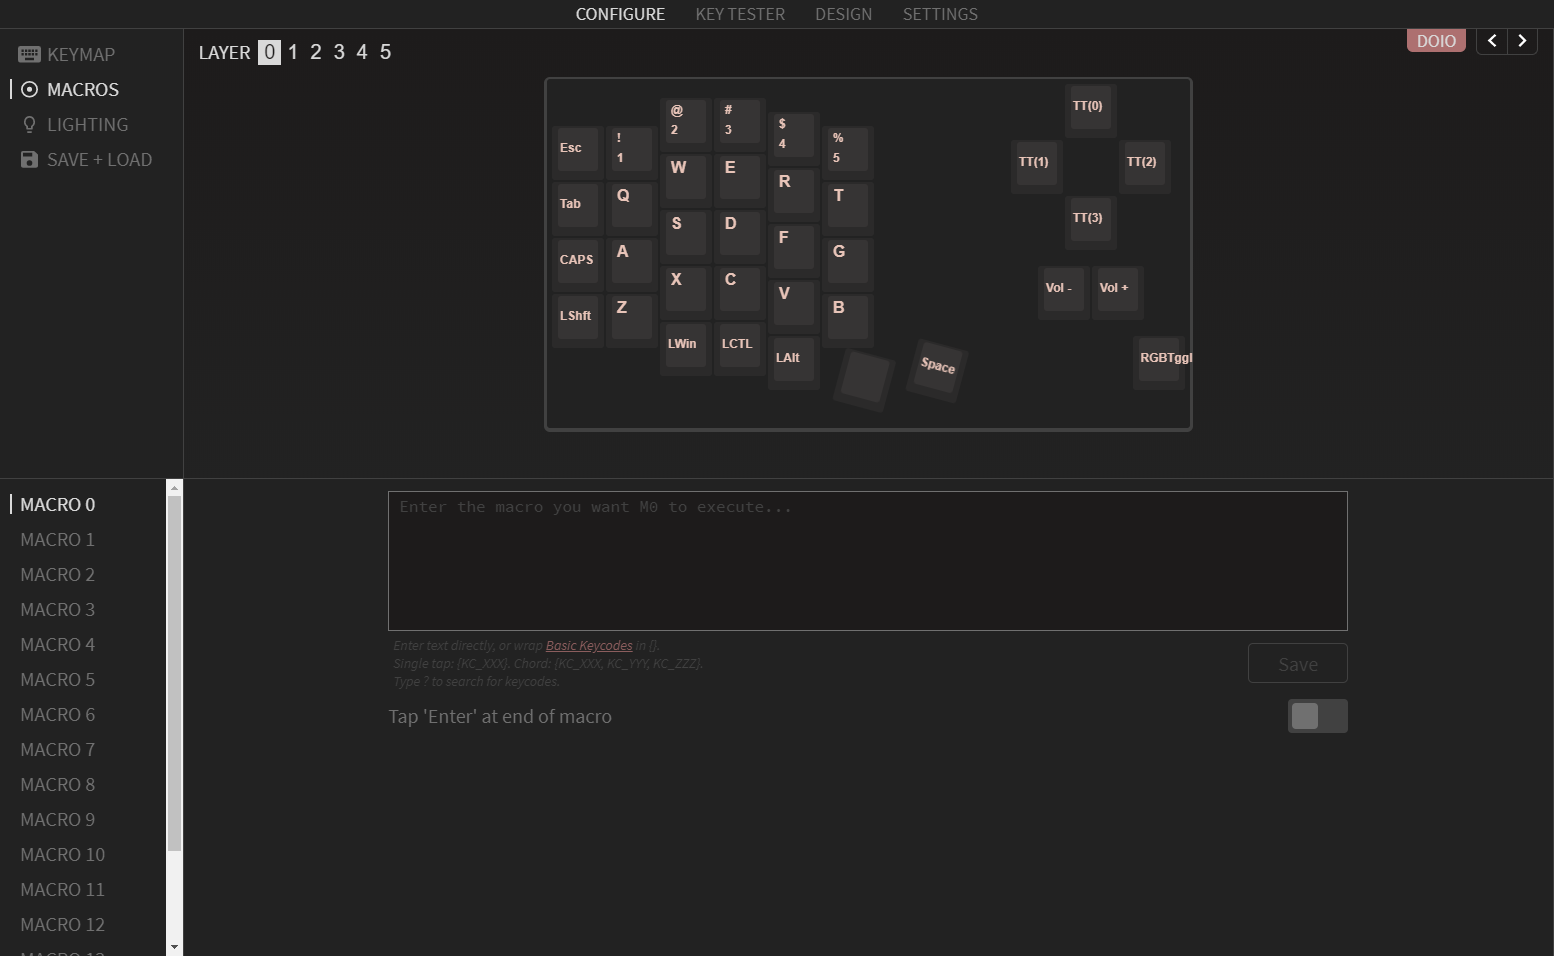 CONFIGURE KEY TESTER DESIGN SETTINGS
KEYMAP
MACROS
LIGHTING
SAVE + LOAD
LAYER 0 1 2 3 4 5
DOIO
@ # 
2 3
$
4
! %
1 5
Esc
W E
R
Q T
Tab
S D
F
A G
CAPS
X C
V
Z B
LShft
LWin LCTL
LAlt
Space
TT(0)
TT(1) TT(2)
TT(3)
Vol - Vol +
RGBTggl
MACRO 0
MACRO 1
MACRO 2
MACRO 3
MACRO 4
MACRO 5
MACRO 6
MACRO 7
MACRO 8
MACRO 9
MACRO 10
MACRO 11
MACRO 12
Enter the macro you want M0 to execute...
Enter text directly, or wrap Basic Keycodes in {}.
Single tap: {KC_XXX}. Chord: {KC_XXX, KC_YYY, KC_ZZZ}.
Type ? to search for keycodes.
Save
Tap 'Enter' at end of macro